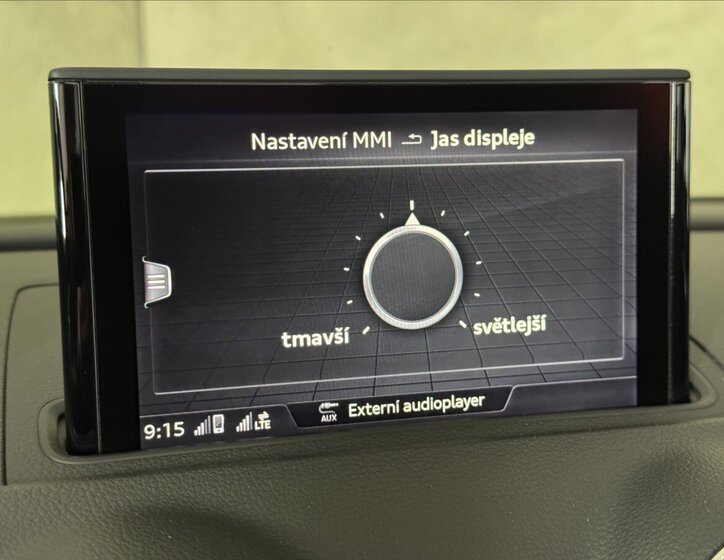 Nastavení MMI Jas displeje
tmavší
světlejší
9:15 LTE
AUX Externí audioplayer